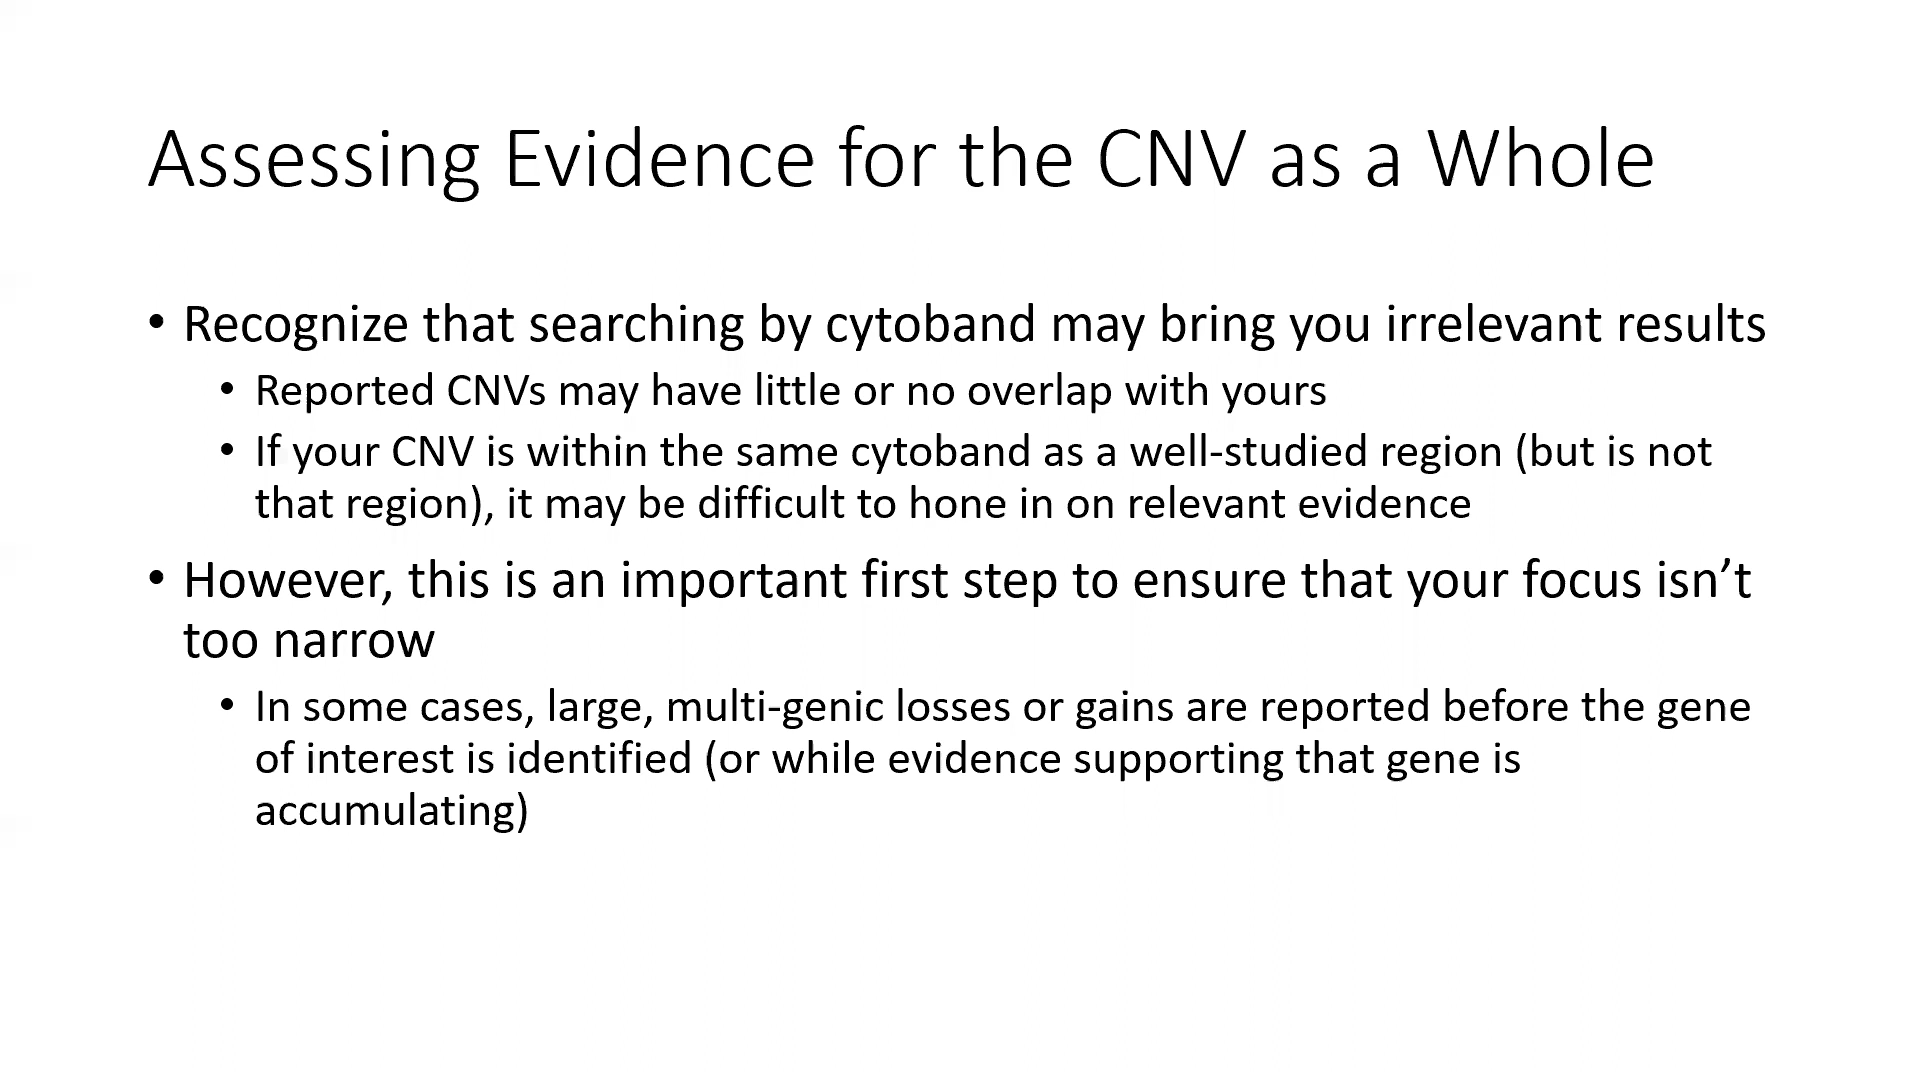 Assessing Evidence for the CNV as a Whole
• Recognize that searching by cytoband may bring you irrelevant results
• Reported CNVs may have little or no overlap with yours
• If your CNV is within the same cytoband as a well-studied region (but is not
that region), it may be difficult to hone in on relevant evidence
• However, this is an important first step to ensure that your focus isn’t
too narrow
• In some cases, large, multi-genic losses or gains are reported before the gene
of interest is identified (or while evidence supporting that gene is
accumulating)